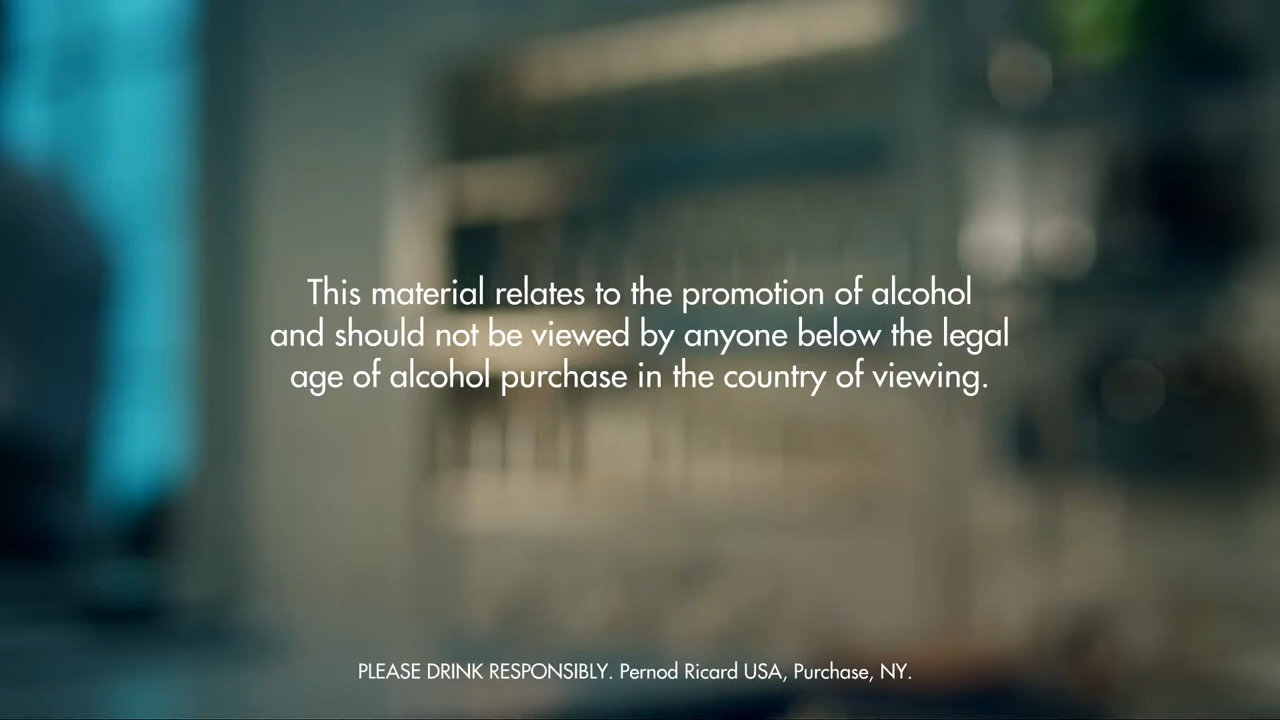 This material relates to the promotion of alcohol
and should not be viewed by anyone below the legal
age of alcohol purchase in the country of viewing.
PLEASE DRINK RESPONSIBLY. Pernod Ricard USA, Purchase, NY.